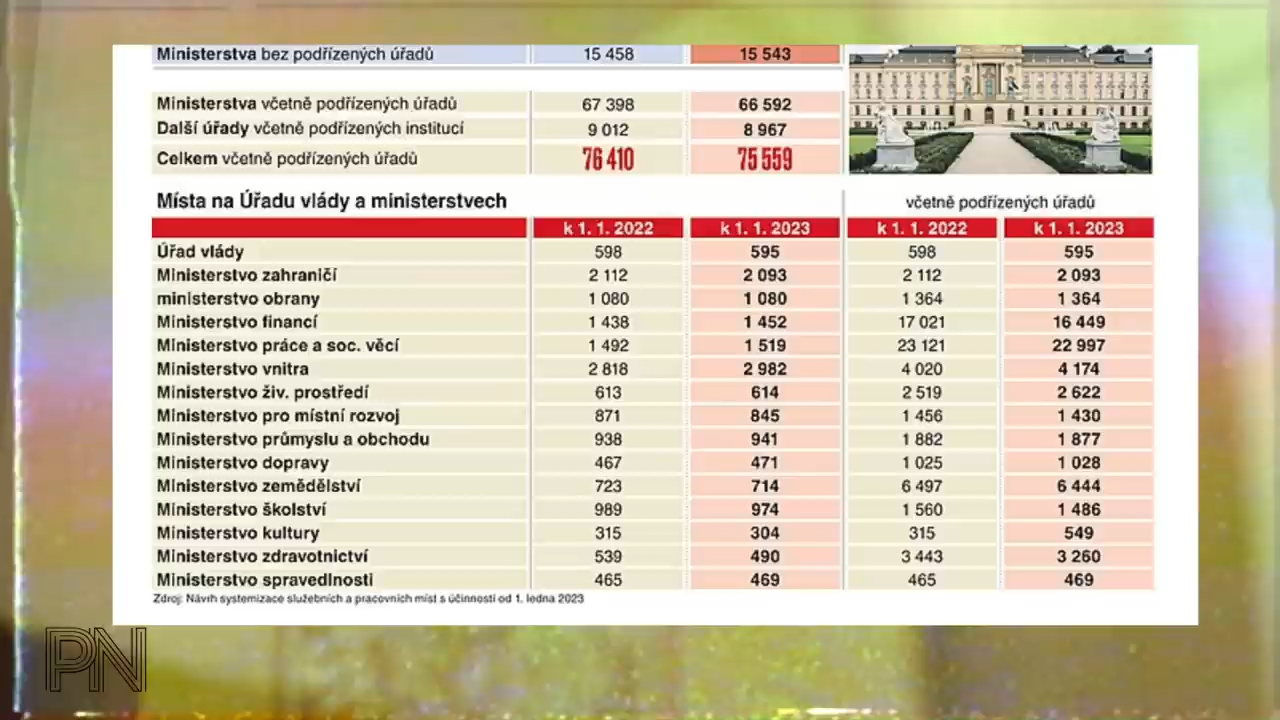 Ministerstva bez podřízených úřadů 15 458 15 543
Ministerstva včetně podřízených úřadů 67 398 66 592
Další úřady včetně podřízených institucí 9 012 8 967
Celkem včetně podřízených úřadů 76 410 75 559
Místa na Úřadu vlády a ministerstvech včetně podřízených úřadů
k 1. 1. 2022 k 1. 1. 2023 k 1. 1. 2022 k 1. 1. 2023
Úřad vlády 598 595 598 595
Ministerstvo zahraničí 2 112 2 093 2 112 2 093
ministerstvo obrany 1 080 1 080 1 364 1 364
Ministerstvo financí 1 438 1 452 17 021 16 449
Ministerstvo práce a soc. věcí 1 492 1 519 23 121 22 997
Ministerstvo vnitra 2 818 2 982 4 020 4 174
Ministerstvo živ. prostředí 613 614 2 519 2 622
Ministerstvo pro místní rozvoj 871 845 1 456 1 430
Ministerstvo průmyslu a obchodu 938 941 1 882 1 877
Ministerstvo dopravy 467 471 1 025 1 028
Ministerstvo zemědělství 723 714 6 497 6 444
Ministerstvo školství 989 974 1 560 1 486
Ministerstvo kultury 315 304 315 549
Ministerstvo zdravotnictví 539 490 3 443 3 260
Ministerstvo spravedlnosti 465 469 465 469
Zdroj: Návrh systemizace služebních a pracovních míst s účinností od 1. ledna 2023
PN